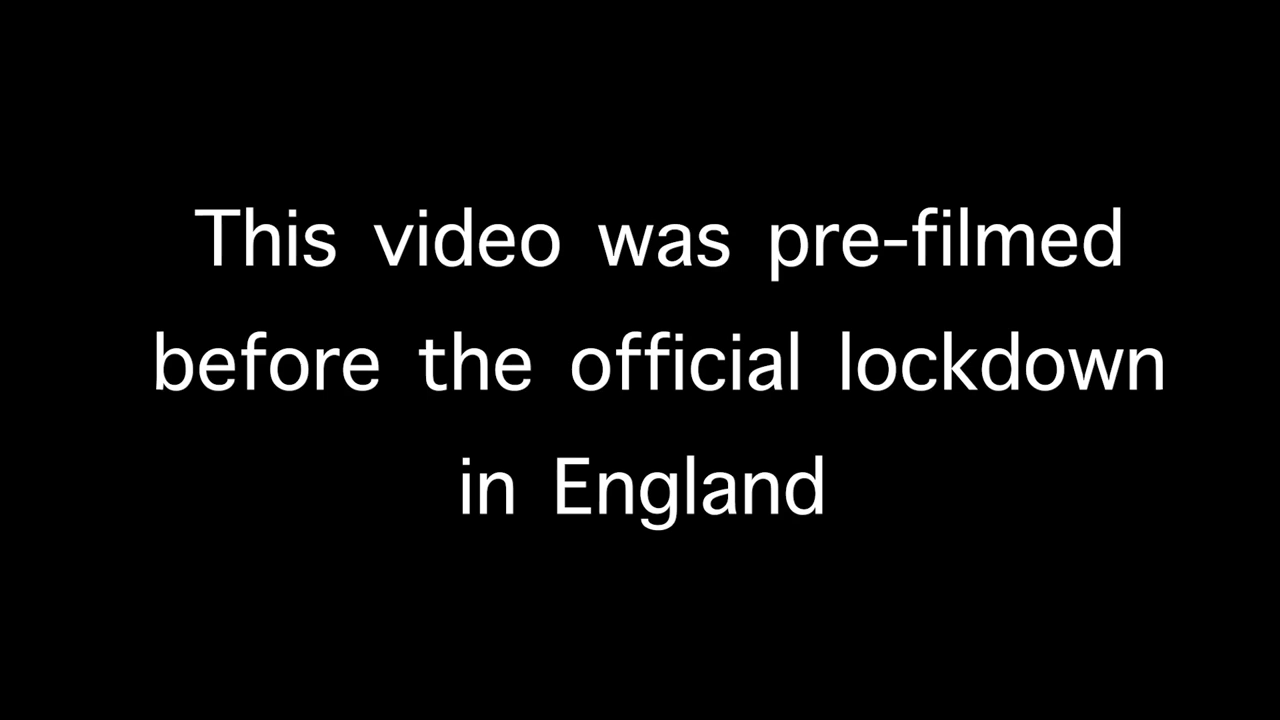 This video was pre-filmed
before the official lockdown
in England